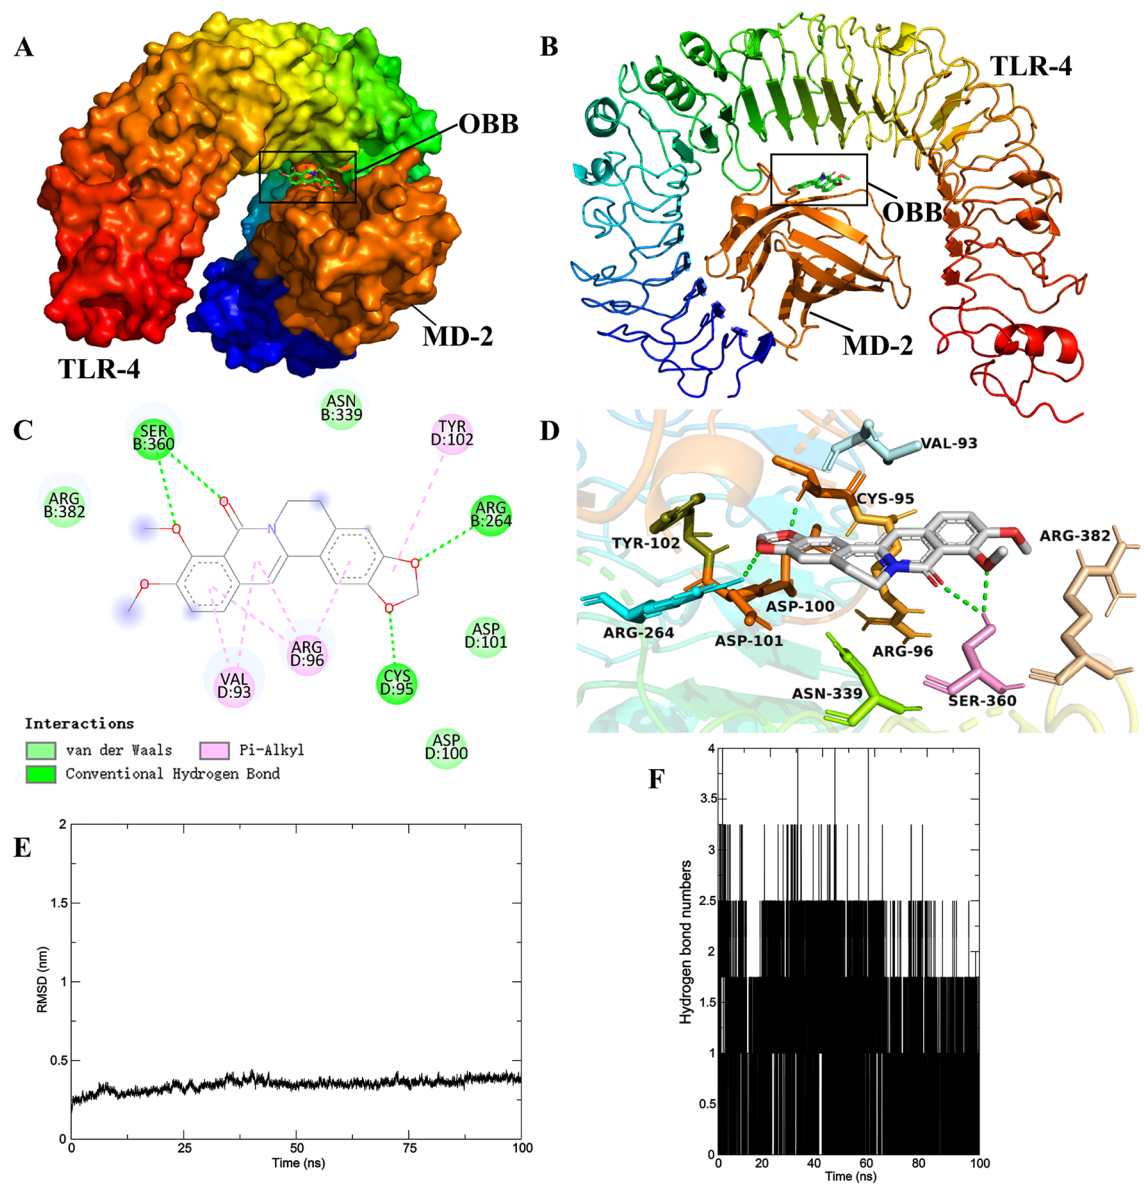 A
OBB
MD-2
TLR-4
B
TLR-4
OBB
MD-2
C
SER
B:360
ASN
B:339
TYR
D:102
ARG
B:382
ARG
B:264
O
O
N
O
O
O
ASP
D:101
ARG
D:96
VAL
D:93
CYS
D:95
ASP
D:100
Interactions
van der Waals
Pi-Alkyl
Conventional Hydrogen Bond
D
VAL-93
CYS-95
TYR-102
ARG-382
ASP-100
ARG-264
ASP-101
ARG-96
ASN-339
SER-360
E
2
1.5
1
0.5
0
RMSD (nm)
0 25 50 75 100
Time (ns)
F
4
3.5
3
2.5
2
1.5
1
0.5
0
Hydrogen bond numbers
0 20 40 60 80 100
Time (ns)